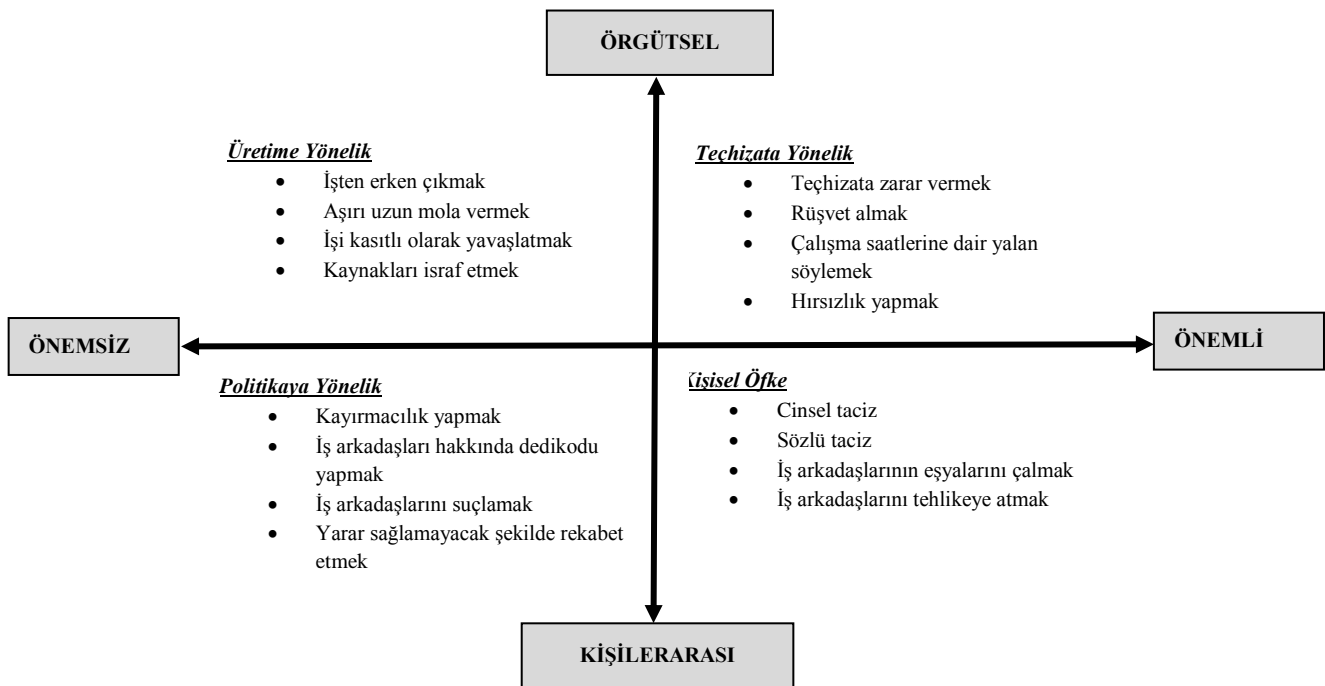 ÖRGÜTSEL
Üretime Yönelik
• İşten erken çıkmak
• Aşırı uzun mola vermek
• İşi kasıtlı olarak yavaşlatmak
• Kaynakları israf etmek
Teçhizata Yönelik
• Teçhizata zarar vermek
• Rüşvet almak
• Çalışma saatlerine dair yalan
söylemek
• Hırsızlık yapmak
ÖNEMSİZ
ÖNEMLİ
Politikaya Yönelik
• Kayırmacılık yapmak
• İş arkadaşları hakkında dedikodu
yapmak
• İş arkadaşlarını suçlamak
• Yarar sağlamayacak şekilde rekabet
etmek
Kişisel Öfke
• Cinsel taciz
• Sözlü taciz
• İş arkadaşlarının eşyalarını çalmak
• İş arkadaşlarını tehlikeye atmak
KİŞİLERARASI